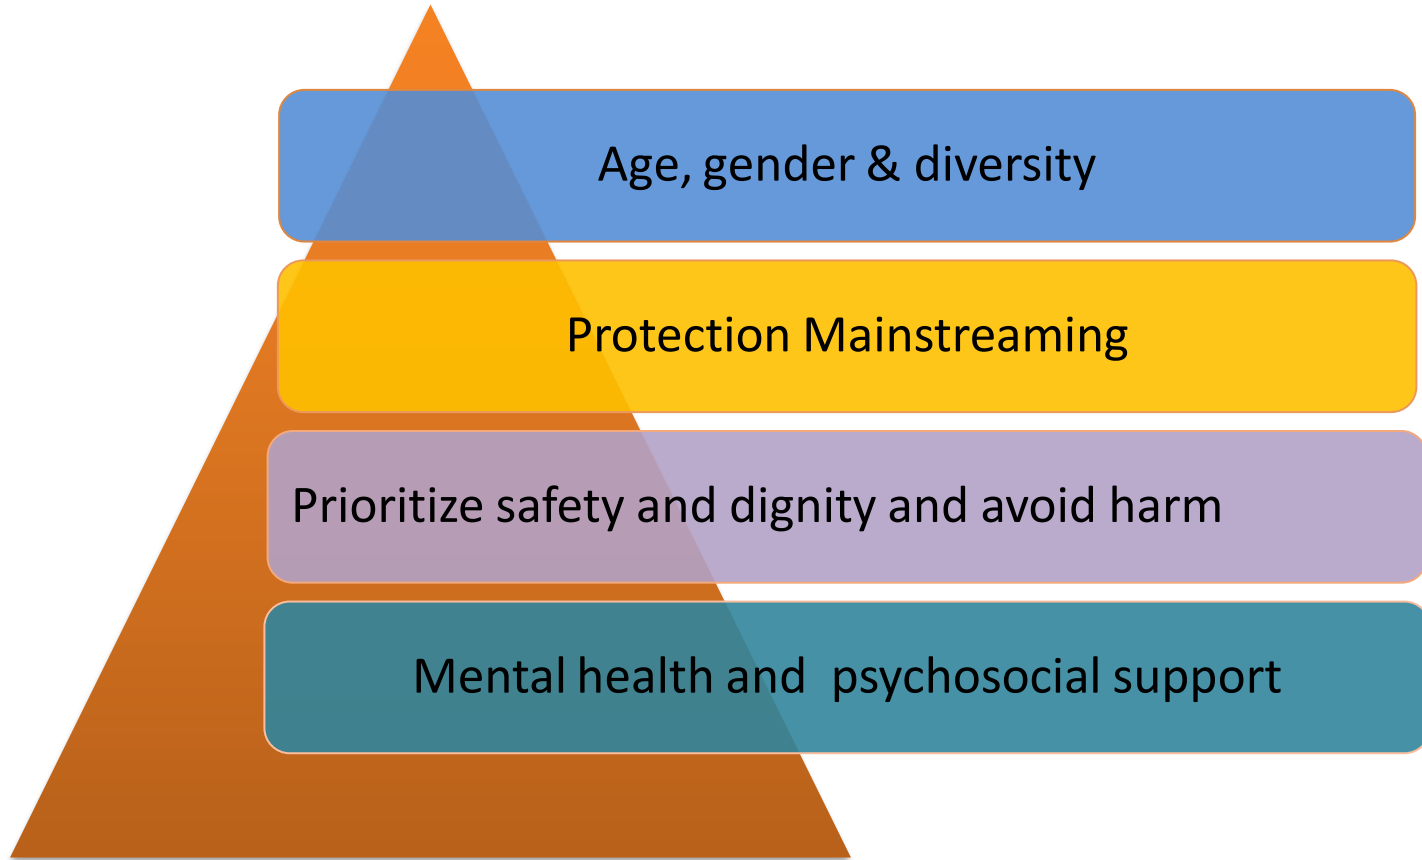 Age, gender & diversity
Protection Mainstreaming
Prioritize safety and dignity and avoid harm
Mental health and  psychosocial support